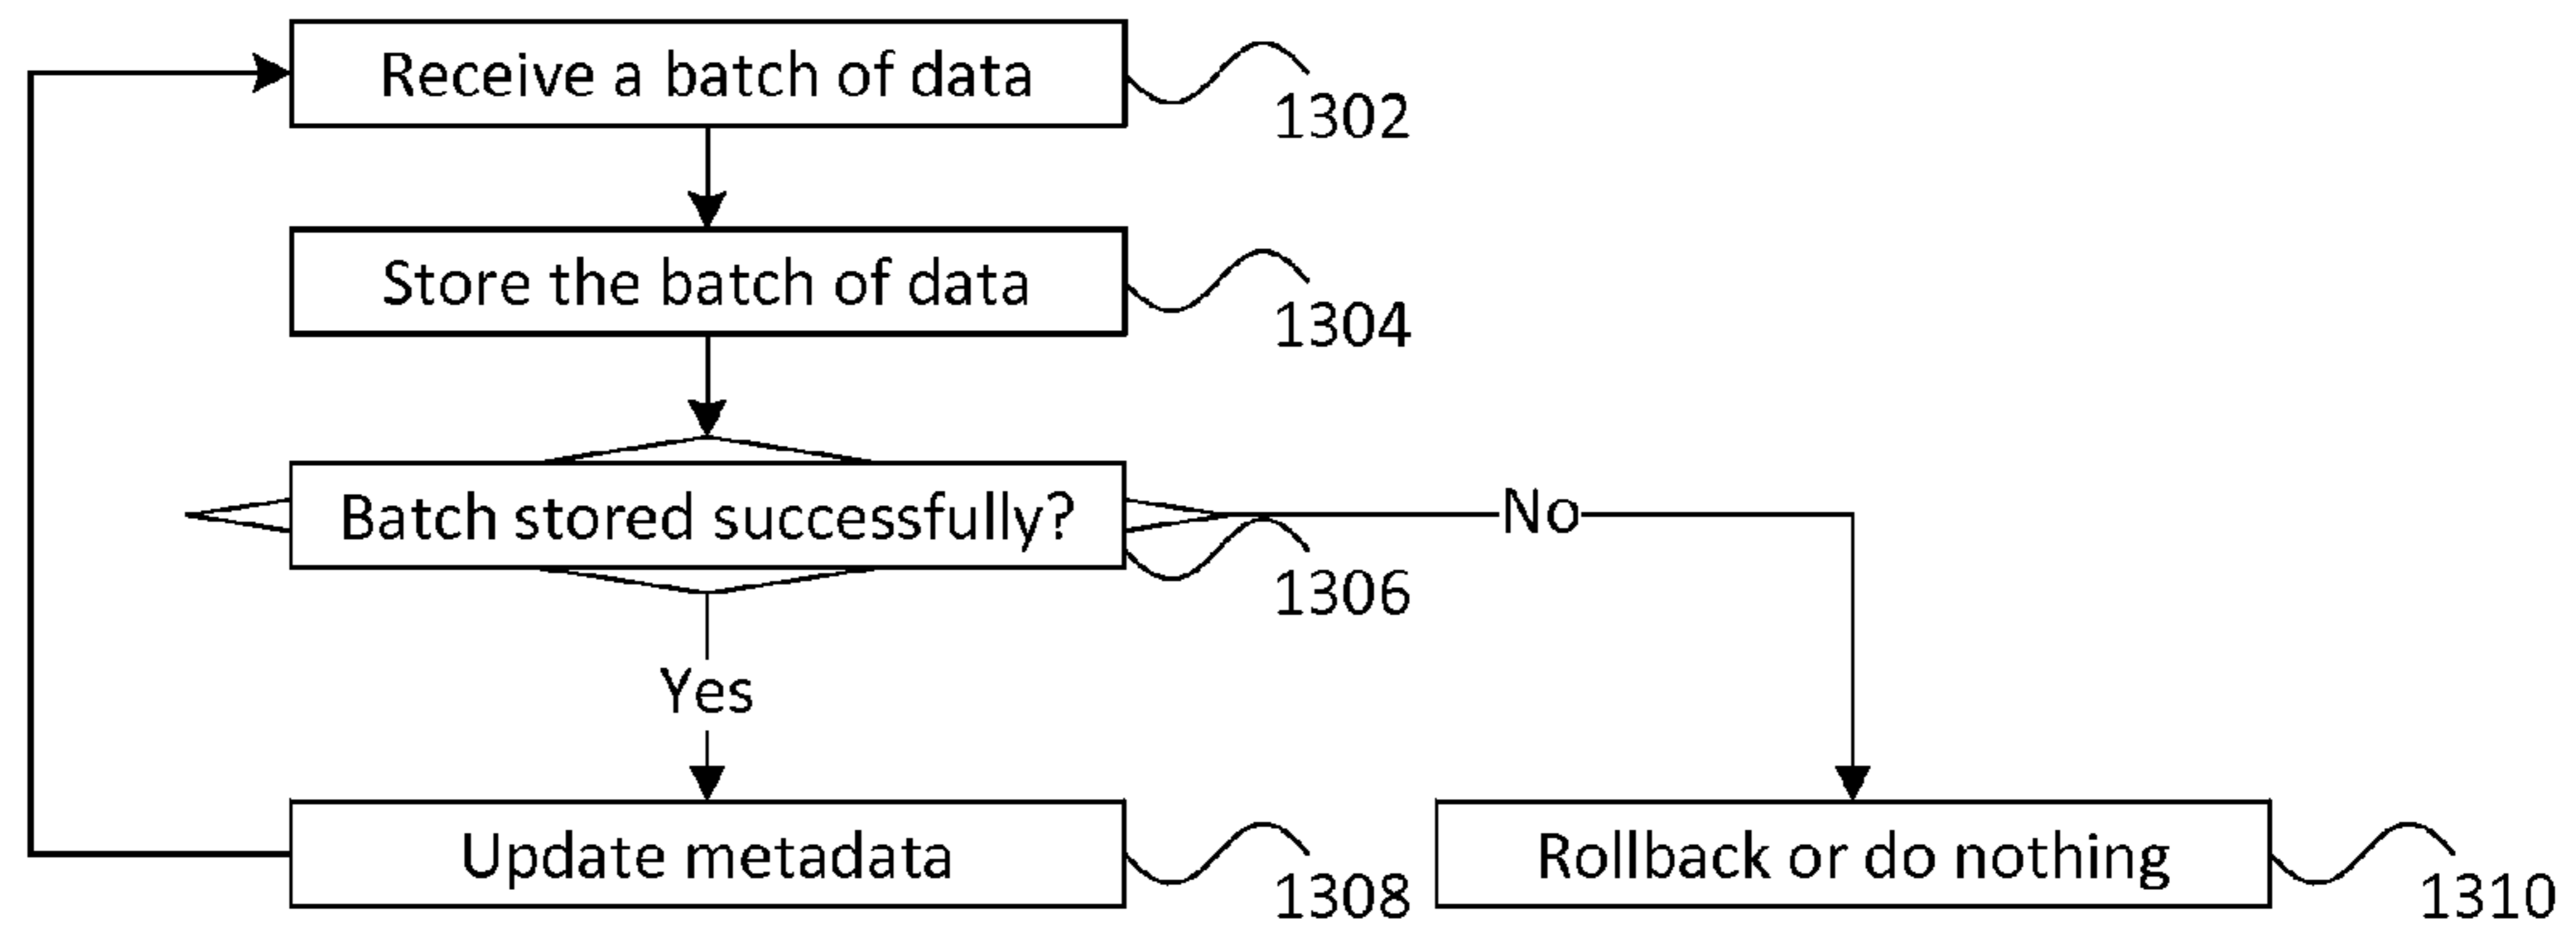 Receive a batch of data
1302
Store the batch of data
1304
Batch stored successfully?
No
1306
Yes
Update metadata
1308
Rollback or do nothing
1310